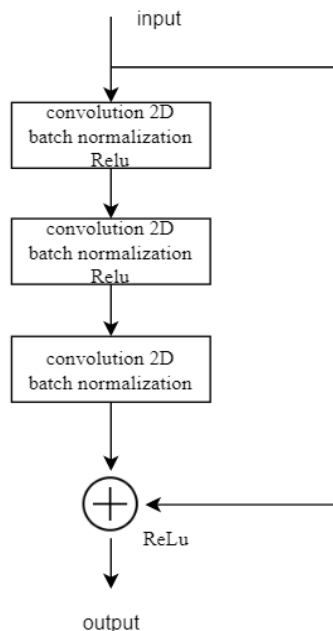 input
convolution 2D
batch normalization
Relu
convolution 2D
batch normalization
Relu
convolution 2D
batch normalization
ReLu
output